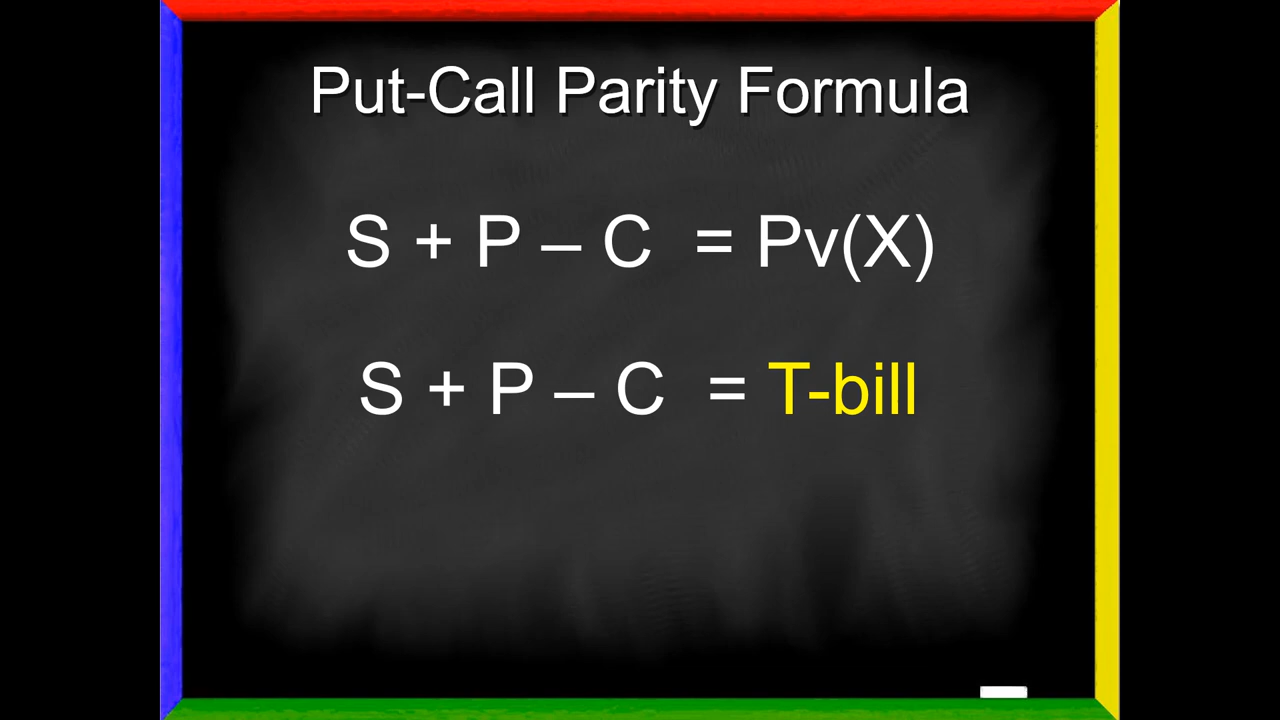 Put-Call Parity Formula
S + P – C = Pv(X)
S + P – C = T-bill